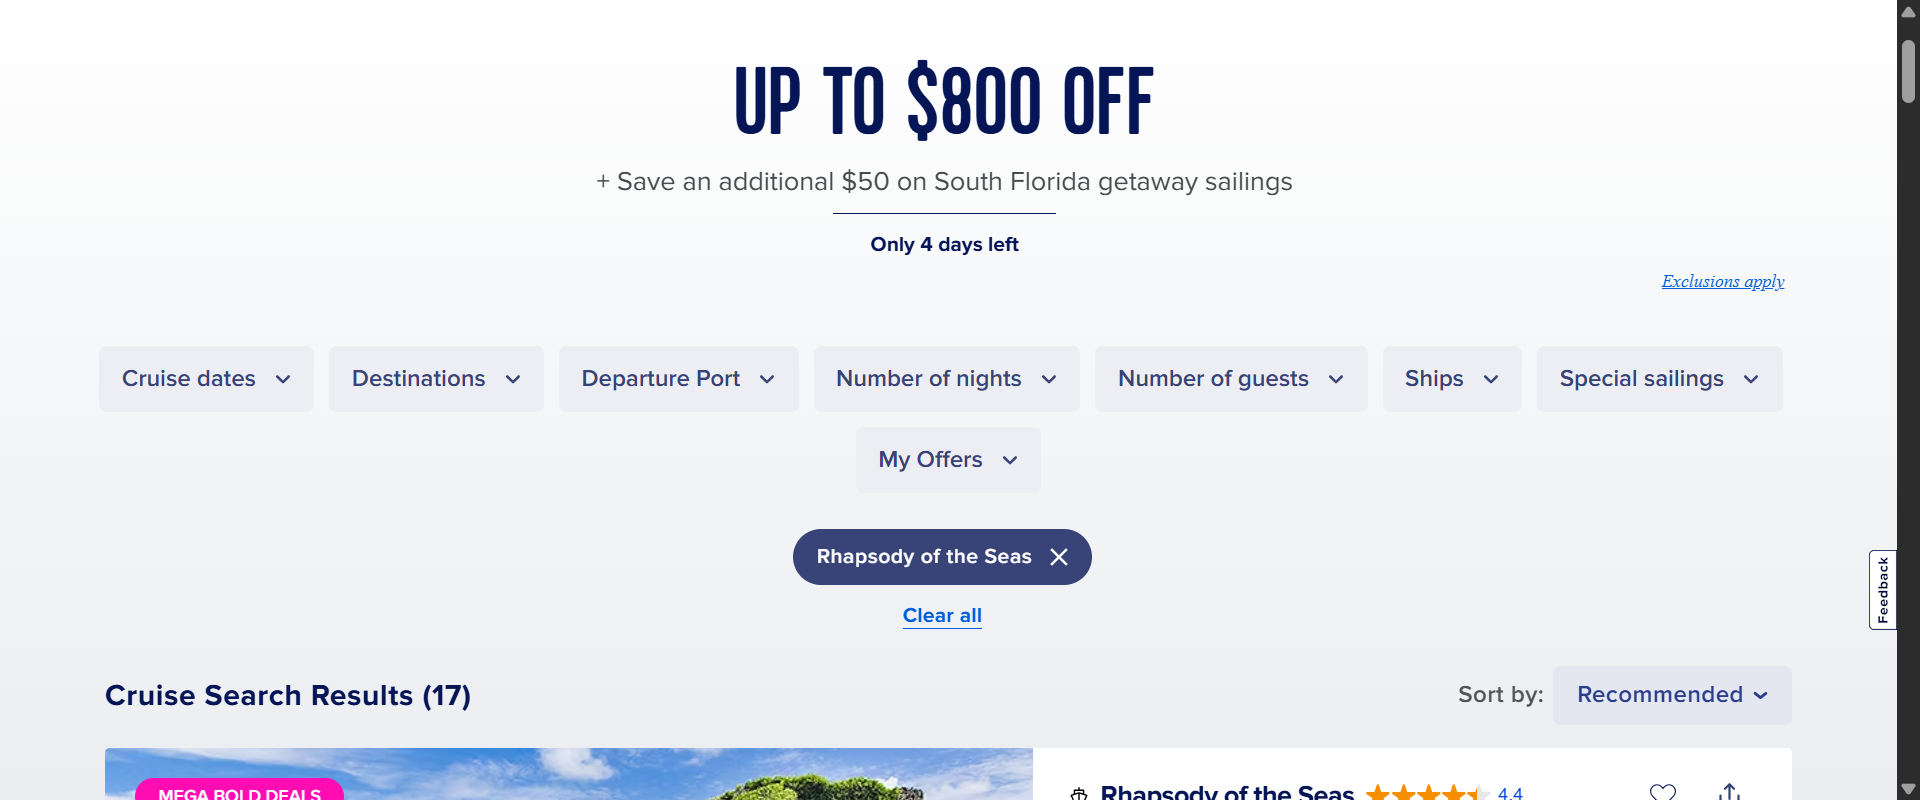 UP TO $800 OFF
+ Save an additional $50 on South Florida getaway sailings
Only 4 days left
Exclusions apply
Cruise dates
Destinations
Departure Port
Number of nights
Number of guests
Ships
Special sailings
My Offers
Rhapsody of the Seas
Clear all
Feedback
Cruise Search Results (17)
Sort by:
Recommended
MEGA BOLD DEALS
Rhapsody of the Seas
4.4